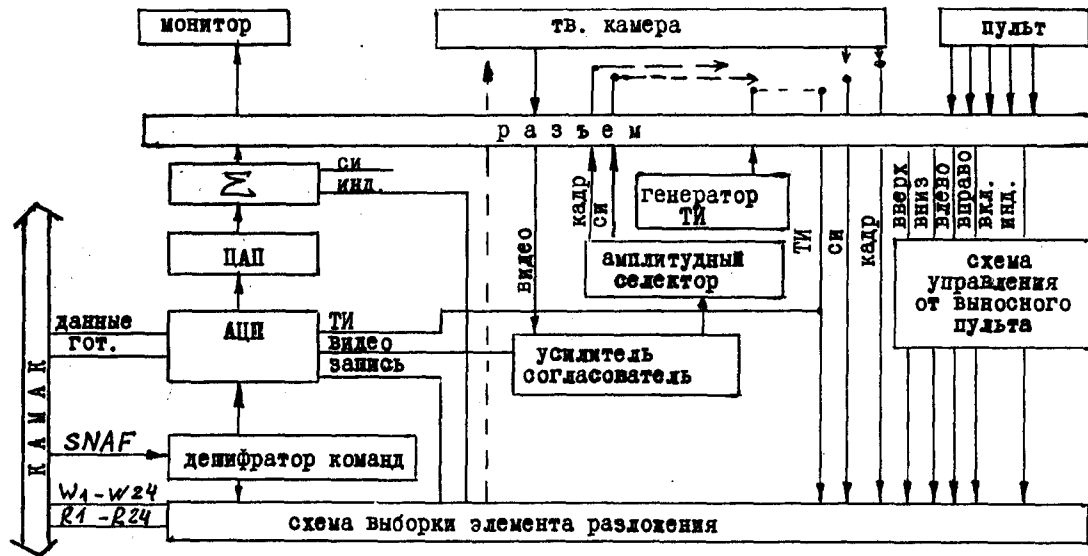 монитор
тв. камера
пульт
разъем
Σ
СИ
ИНД.
видео
кадр
СИ
генератор
ТИ
ТИ
СИ
кадр
вверх
вниз
влево
вправо
вкл.
инд.
ЦАП
амплитудный
селектор
схема
управления
от выносного
пульта
данные
гот.
АЦП
ТИ
видео
запись
усилитель
согласователь
КАМАК
SNAF
дешифратор команд
W1-W24
R1-R24
схема выборки элемента разложения